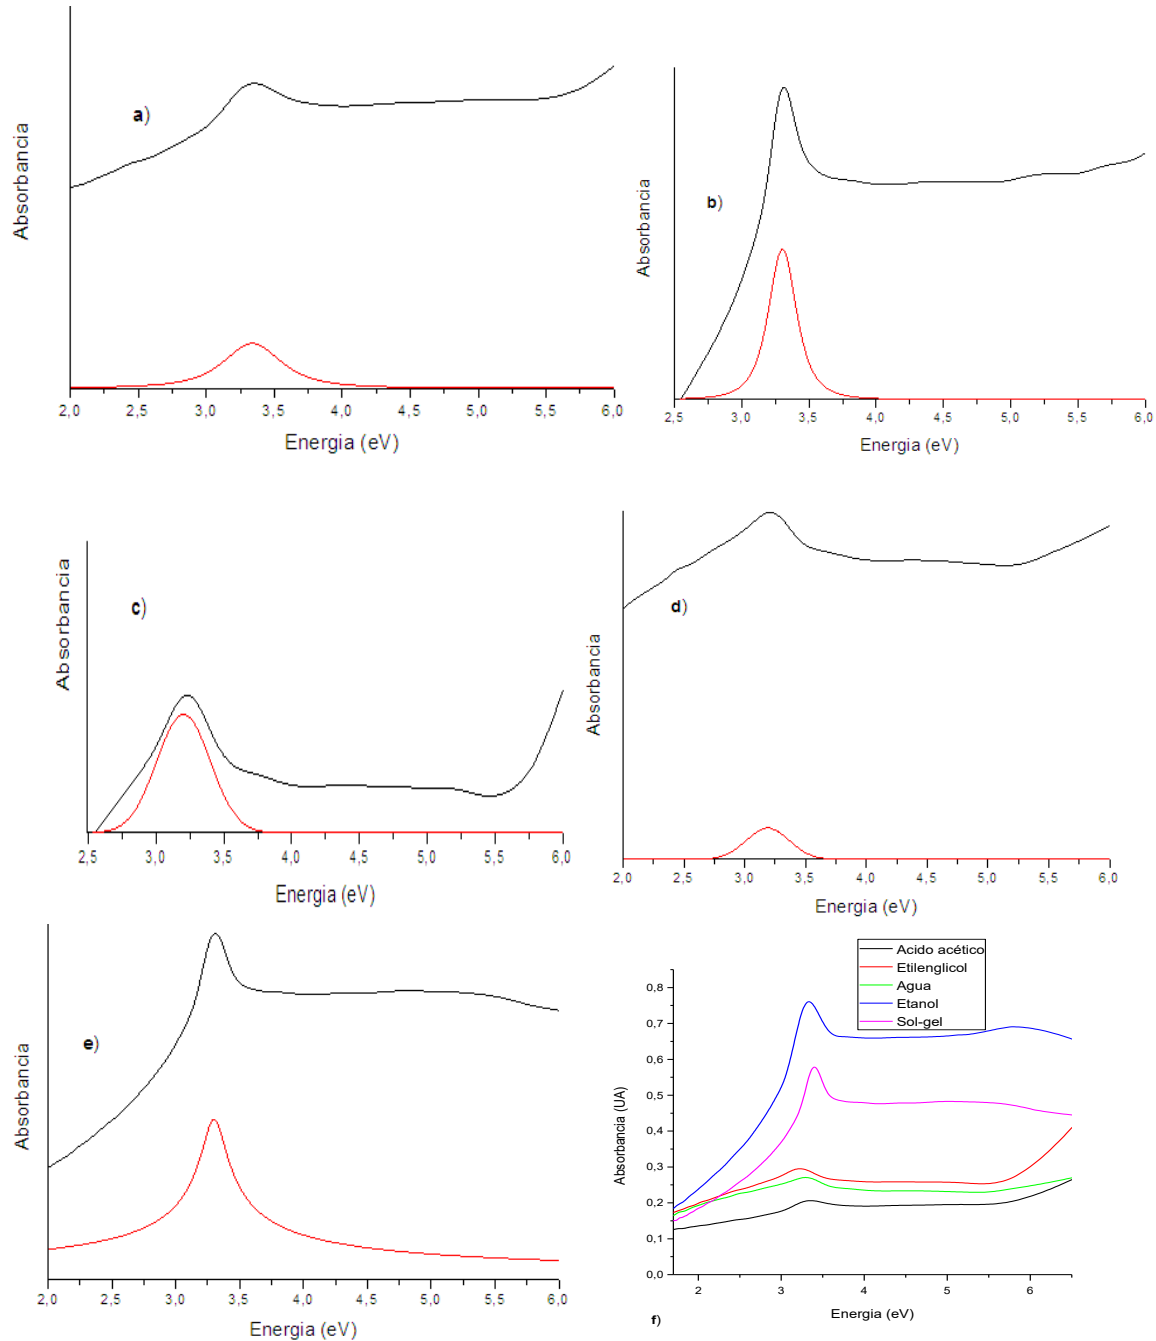 a)
Absorbancia
2,0 2,5 3,0 3,5 4,0 4,5 5,0 5,5 6,0
Energia (eV)
b)
Absorbancia
2,5 3,0 3,5 4,0 4,5 5,0 5,5 6,0
Energia (eV)
c)
Absorbancia
2,5 3,0 3,5 4,0 4,5 5,0 5,5 6,0
Energia (eV)
d)
Absorbancia
2,0 2,5 3,0 3,5 4,0 4,5 5,0 5,5 6,0
Energia (eV)
e)
Absorbancia
2,0 2,5 3,0 3,5 4,0 4,5 5,0 5,5 6,0
Energia (eV)
Acido acético
Etilenglicol
Agua
Etanol
Sol-gel
0,8
0,7
0,6
0,5
0,4
0,3
0,2
0,1
0,0
Absorbancia (UA)
2 3 4 5 6
Energia (eV)
f)